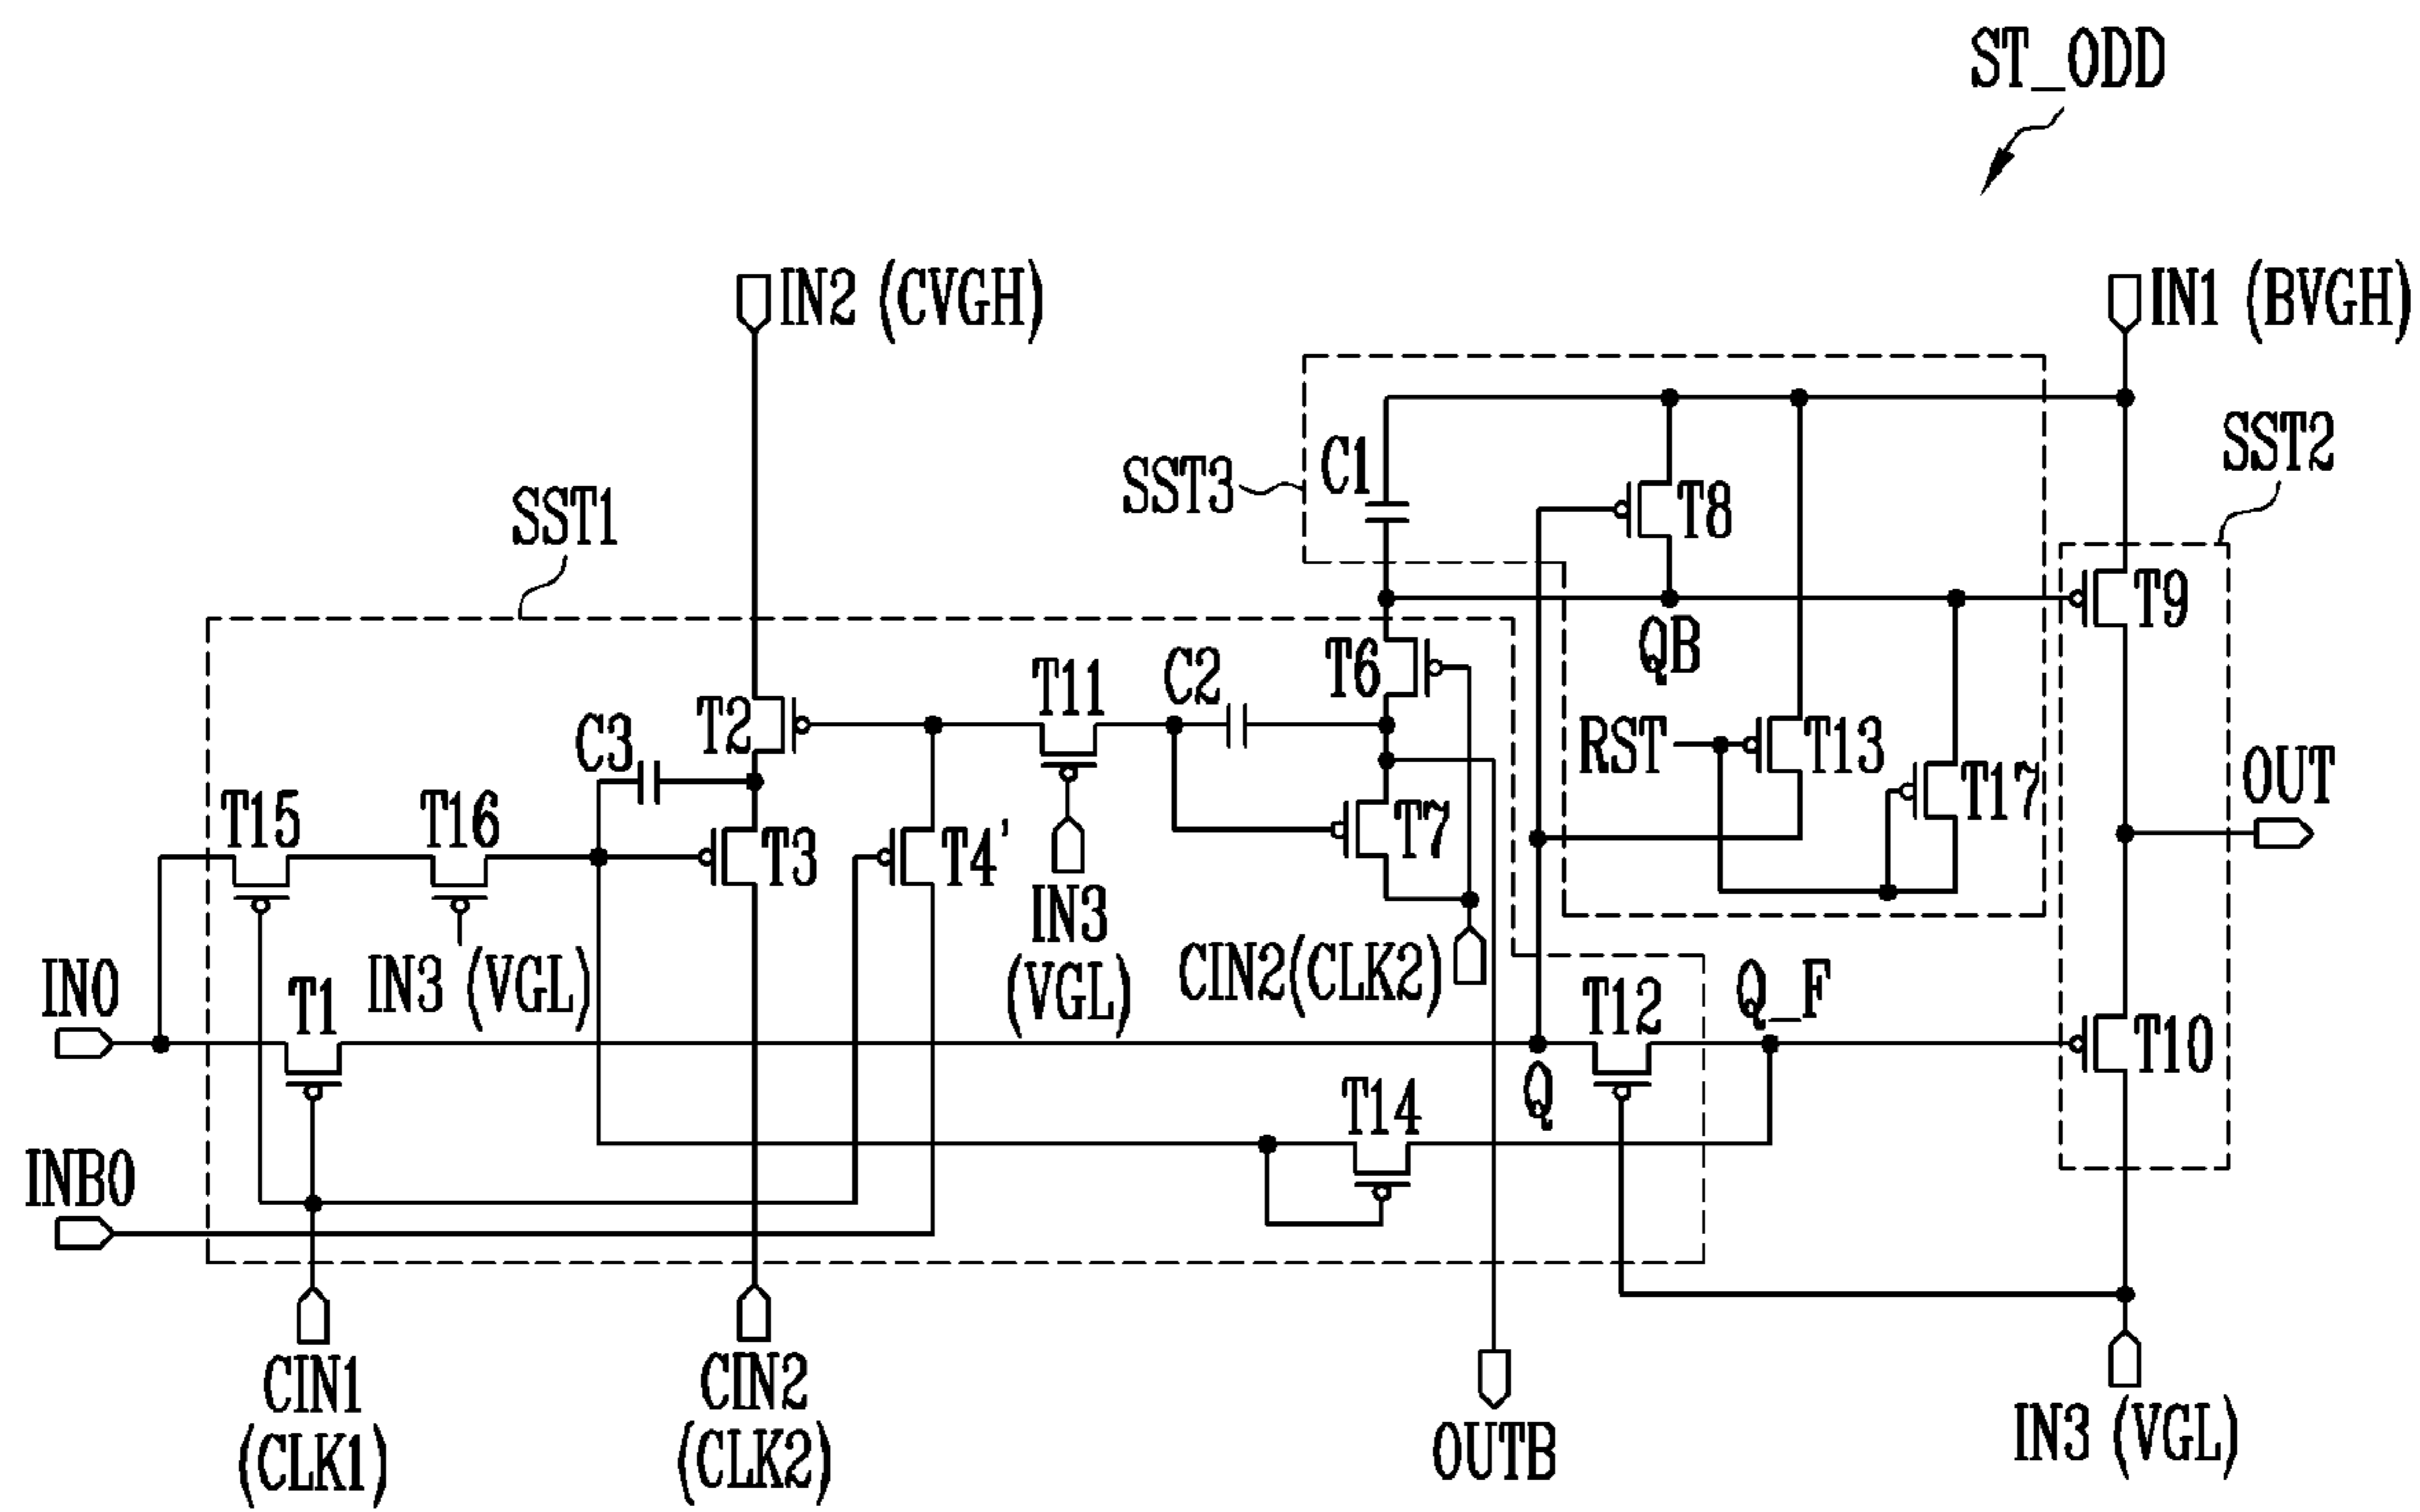 ST_ODD
IN2 (CVGH)
IN1 (BVGH)
SST1
SST3
C1
T8
SST2
T9
QB
T6
C2
T11
T2
C3
T15
T16
T3
T4'
T7
RST
T13
T17
OUT
IN3
(VGL)
IN3 (VGL)
CIN2(CLK2)
IN0
T1
T12
Q_F
T10
Q
T14
INB0
CIN1
(CLK1)
CIN2
(CLK2)
OUTB
IN3 (VGL)